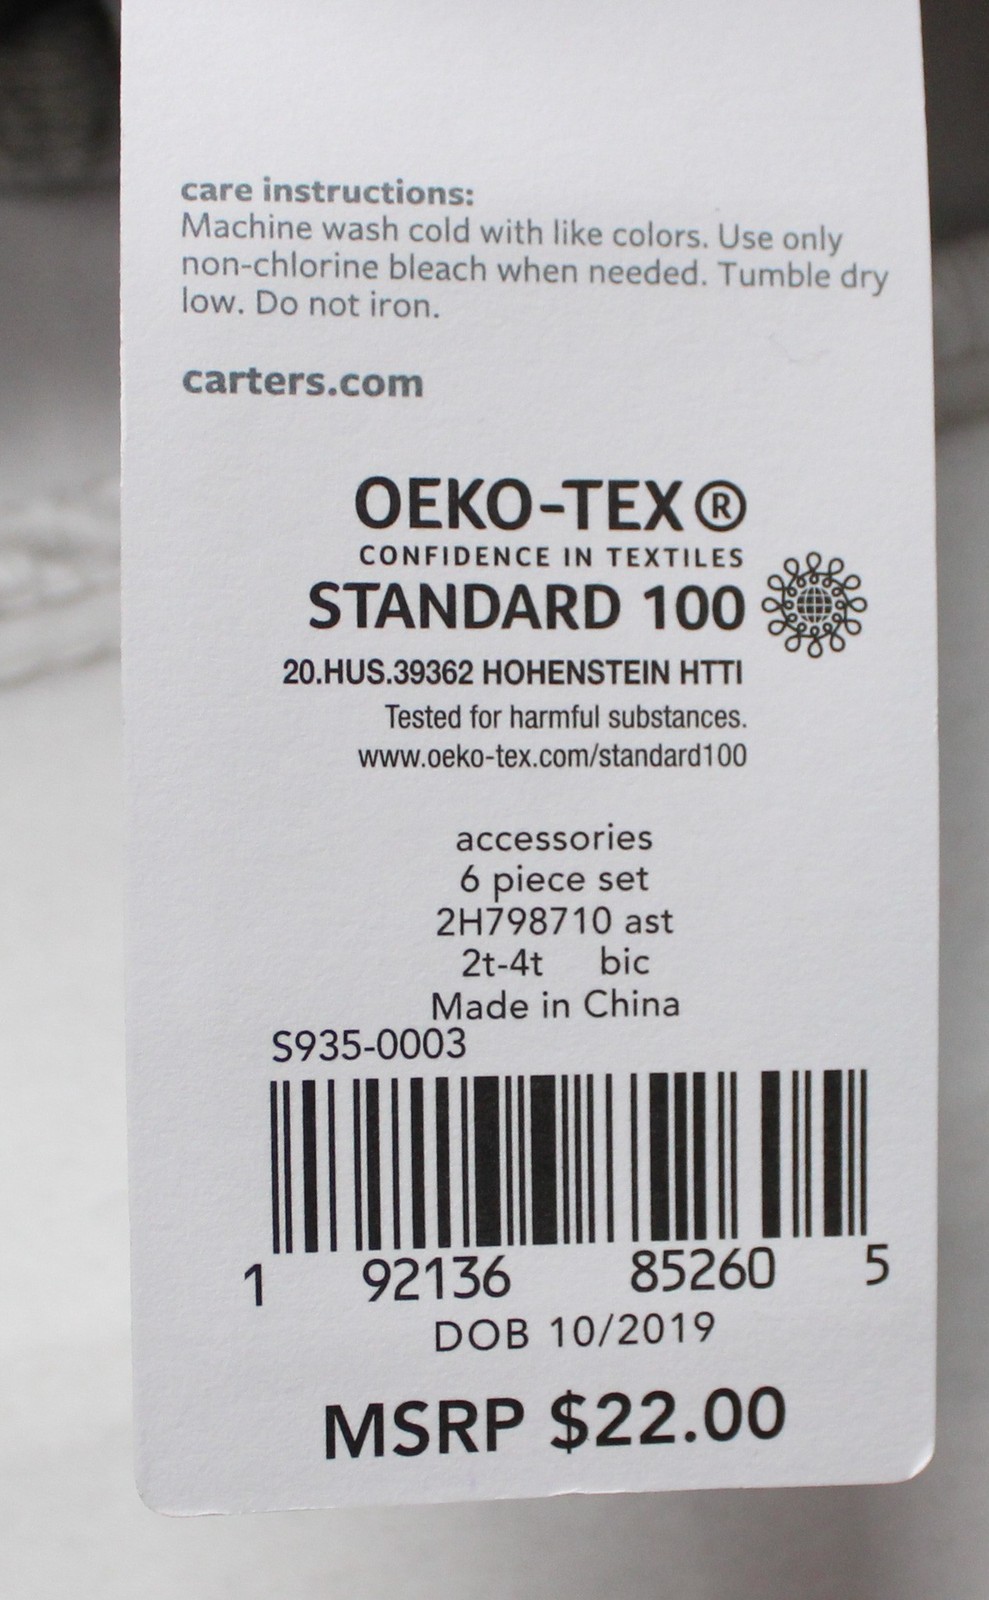 care instructions:
Machine wash cold with like colors. Use only
non-chlorine bleach when needed. Tumble dry
low. Do not iron.
carters.com
OEKO-TEX®
CONFIDENCE IN TEXTILES
STANDARD 100
20.HUS.39362 HOHENSTEIN HTTI
Tested for harmful substances.
www.oeko-tex.com/standard100
accessories
6 piece set
2H798710 ast
2t-4t bic
Made in China
S935-0003
1 92136 85260 5
DOB 10/2019
MSRP $22.00